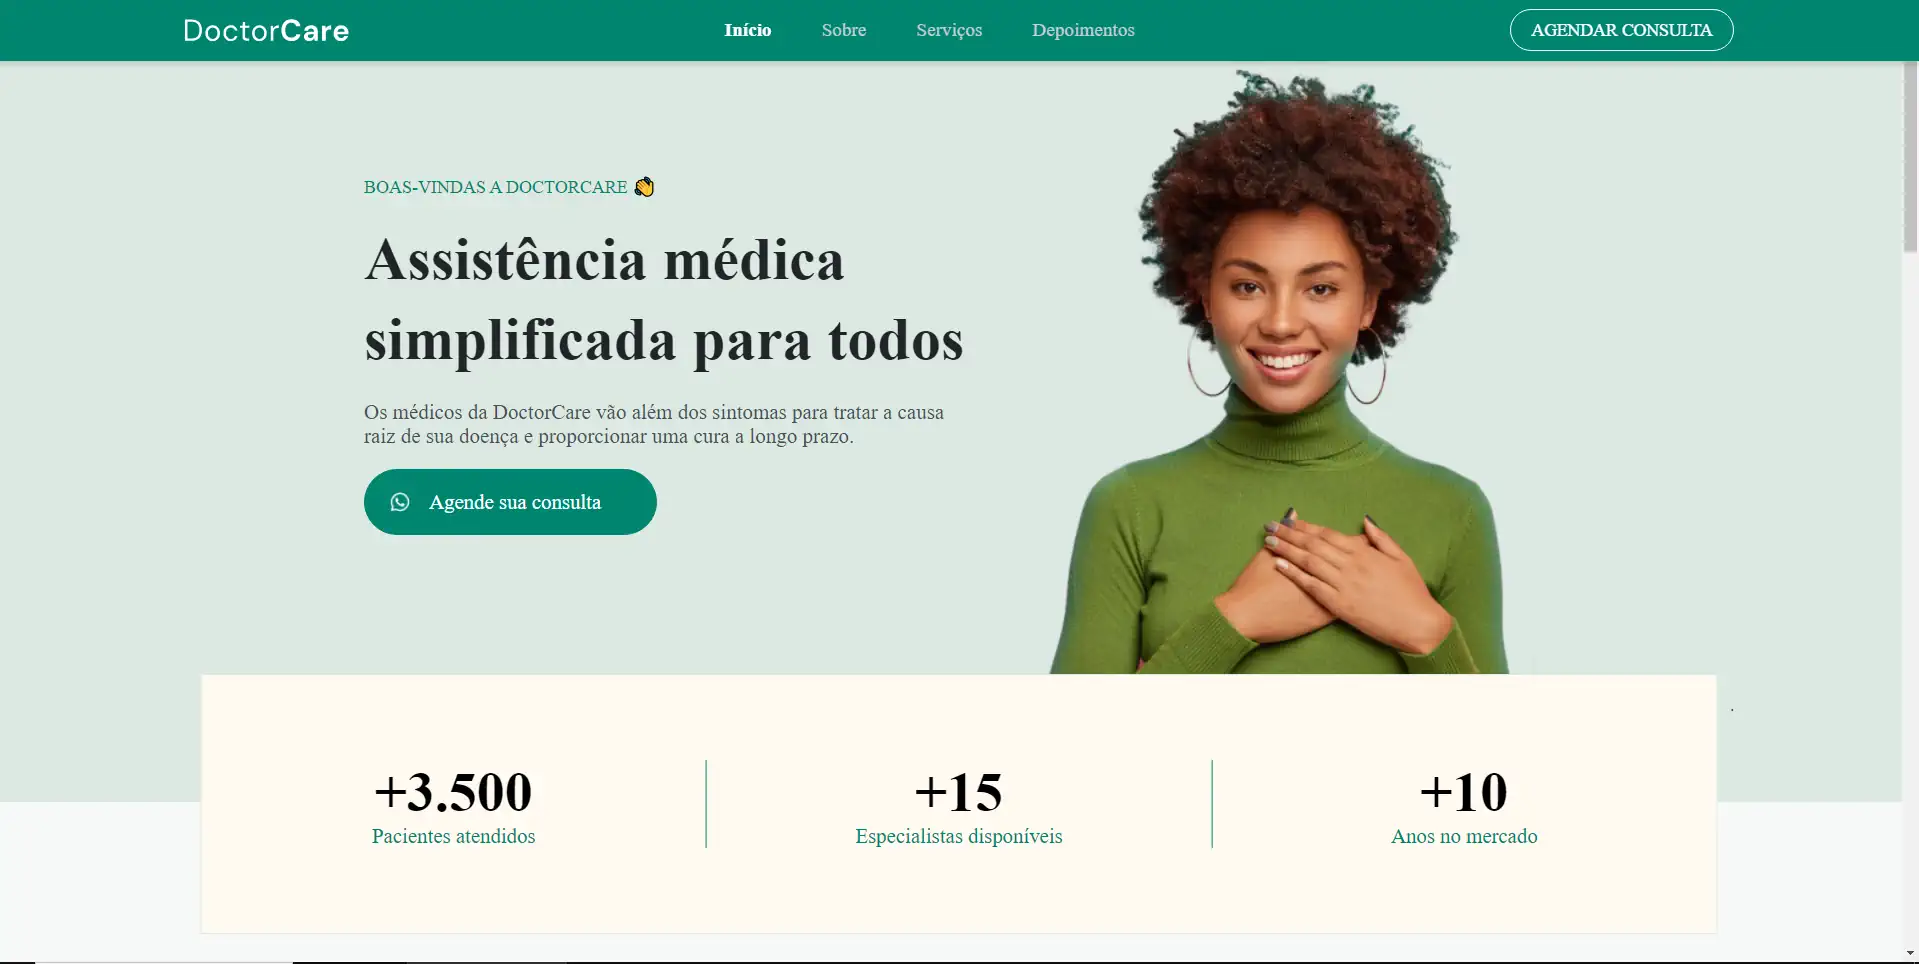 DoctorCare
Início
Sobre
Serviços
Depoimentos
AGENDAR CONSULTA
BOAS-VINDAS A DOCTORCARE 👋
Assistência médica
simplificada para todos
Os médicos da DoctorCare vão além dos sintomas para tratar a causa
raiz de sua doença e proporcionar uma cura a longo prazo.
Agende sua consulta
.
+3.500
Pacientes atendidos
+15
Especialistas disponíveis
+10
Anos no mercado